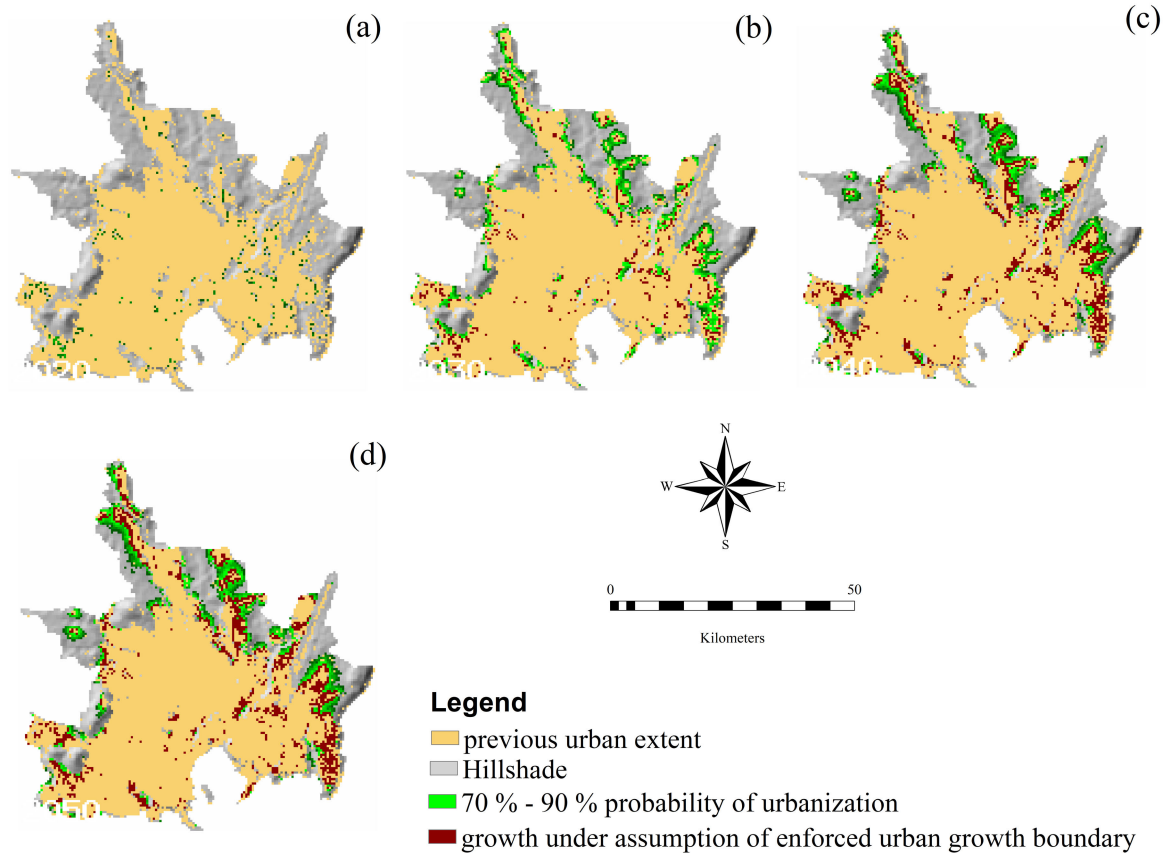 (a)
(b)
(c)
(d)
N
W
E
S
0
50
Kilometers
Legend
previous urban extent
Hillshade
70 % - 90 % probability of urbanization
growth under assumption of enforced urban growth boundary